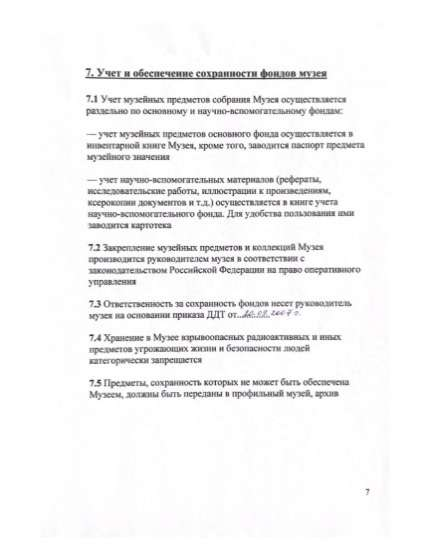 7. Учет и обеспечение сохранности фондов музея
7.1 Учет музейных предметов собрания Музея осуществляется
раздельно по основному и научно-вспомогательному фондам:
— учет музейных предметов основного фонда осуществляется в
инвентарной книге Музея, кроме того, заводится паспорт предмета
музейного значения
— учет научно-вспомогательных материалов (рефераты,
исследовательские работы, иллюстрации к произведениям,
ксерокопии документов и т.д.) осуществляется в книге учета
научно-вспомогательного фонда. Для удобства пользования ими
заводится картотека
7.2 Закрепление музейных предметов и коллекций Музея
производится руководителем музея в соответствии с
законодательством Российской Федерации на право оперативного
управления
7.3 Ответственность за сохранность фондов несет руководитель
музея на основании приказа ДДТ от
7.4 Хранение в Музее взрывоопасных радиоактивных и иных
предметов угрожающих жизни и безопасности людей
категорически запрещается
7.5 Предметы, сохранность которых не может быть обеспечена
Музеем, должны быть переданы в профильный музей, архив
7